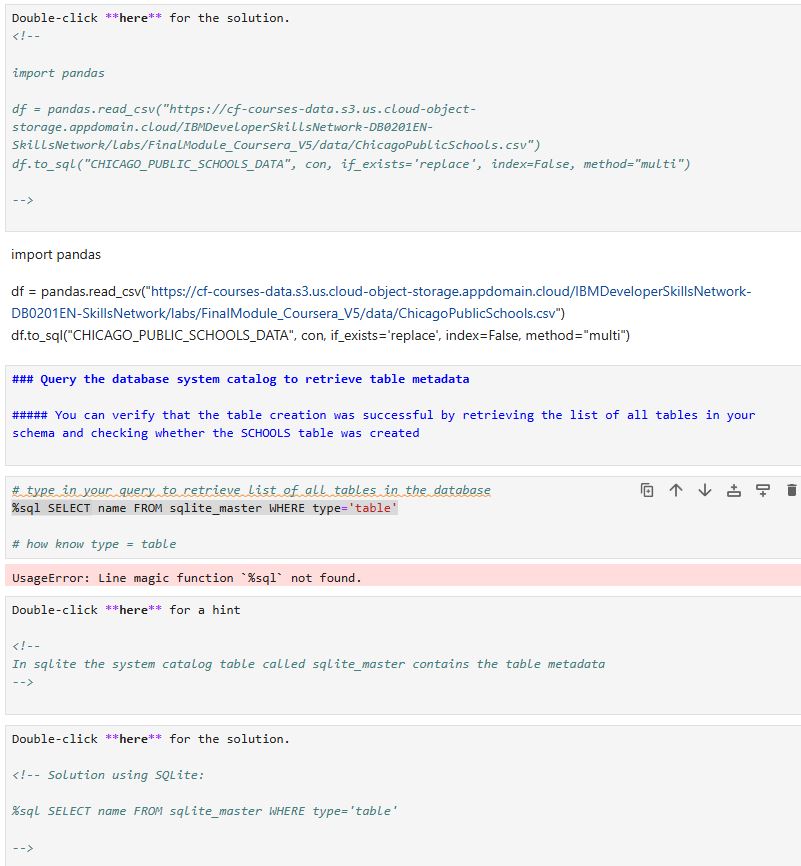 Double-click **here** for the solution.
<!--
import pandas
df = pandas.read_csv("https://cf-courses-data.s3.us.cloud-object-
storage.appdomain.cloud/IBMDeveloperSkillsNetwork-DB0201EN-
SkillsNetwork/labs/FinalModule_Coursera_V5/data/ChicagoPublicSchools.csv")
df.to_sql("CHICAGO_PUBLIC_SCHOOLS_DATA", con, if_exists='replace', index=False, method="multi")
-->
import pandas
df = pandas.read_csv("https://cf-courses-data.s3.us.cloud-object-storage.appdomain.cloud/IBMDeveloperSkillsNetwork-
DB0201EN-SkillsNetwork/labs/FinalModule_Coursera_V5/data/ChicagoPublicSchools.csv")
df.to_sql("CHICAGO_PUBLIC_SCHOOLS_DATA", con, if_exists='replace', index=False, method="multi")
### Query the database system catalog to retrieve table metadata
##### You can verify that the table creation was successful by retrieving the list of all tables in your
schema and checking whether the SCHOOLS table was created
# type in your query to retrieve list of all tables in the database
%sql SELECT name FROM sqlite_master WHERE type='table'
# how know type = table
UsageError: Line magic function `%sql` not found.
Double-click **here** for a hint
<!--
In sqlite the system catalog table called sqlite_master contains the table metadata
-->
Double-click **here** for the solution.
<!-- Solution using SQLite:
%sql SELECT name FROM sqlite_master WHERE type='table'
-->